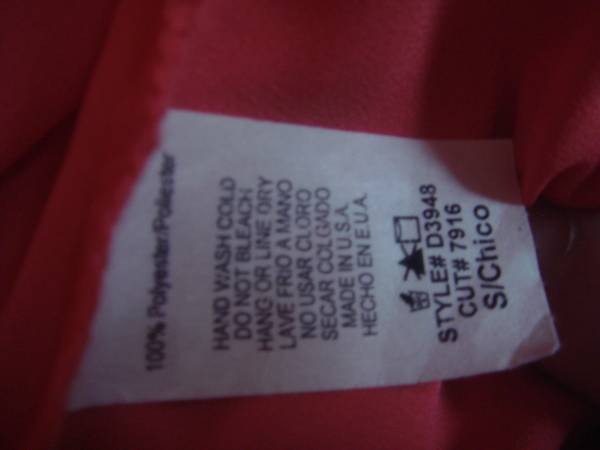 100% Polyester/Poliester
HAND WASH COLD
DO NOT BLEACH
HANG OR LINE DRY
LAVE FRIO A MANO
NO USAR CLORO
SECAR COLGADO
MADE IN U.S.A.
HECHO EN E.U.A.
STYLE# D3948
CUT# 7916
S/Chico